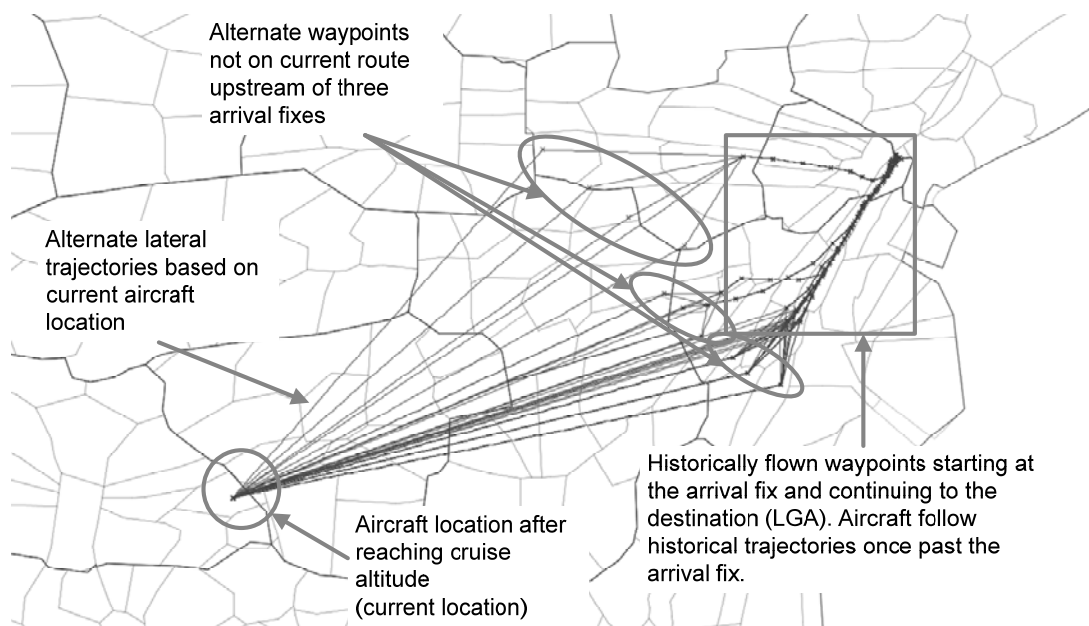 Alternate waypoints
not on current route
upstream of three
arrival fixes
Alternate lateral
trajectories based on
current aircraft
location
Aircraft location after
reaching cruise
altitude
(current location)
Historically flown waypoints starting at
the arrival fix and continuing to the
destination (LGA). Aircraft follow
historical trajectories once past the
arrival fix.